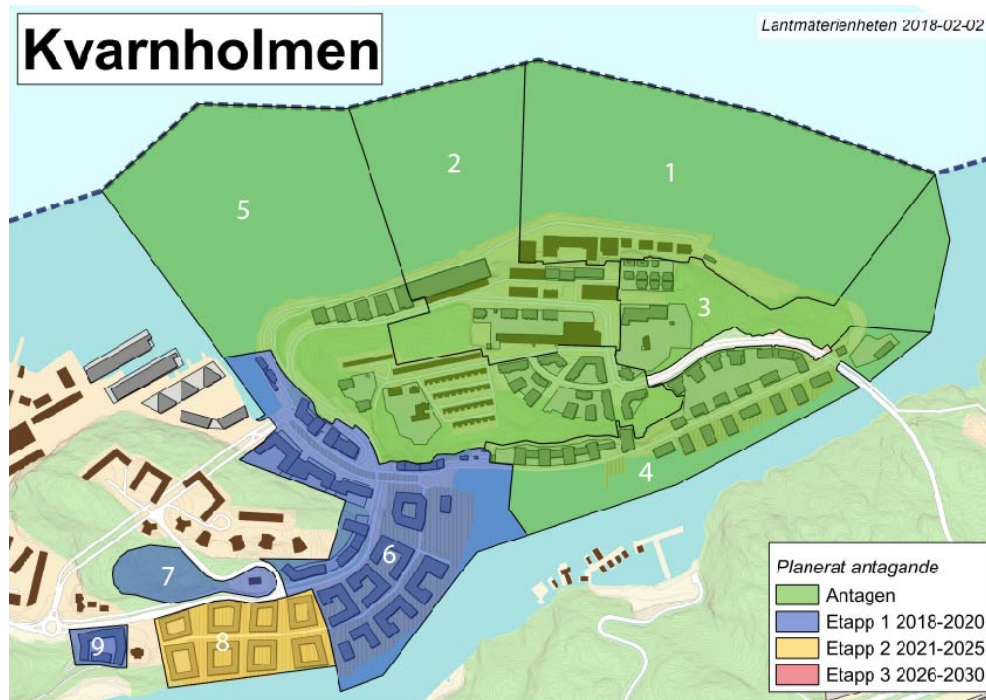 Kvarnholmen
Lantmäterienheten 2018-02-02
1
2
5
3
4
6
7
8
9
Planerat antagande
Antagen
Etapp 1 2018-2020
Etapp 2 2021-2025
Etapp 3 2026-2030